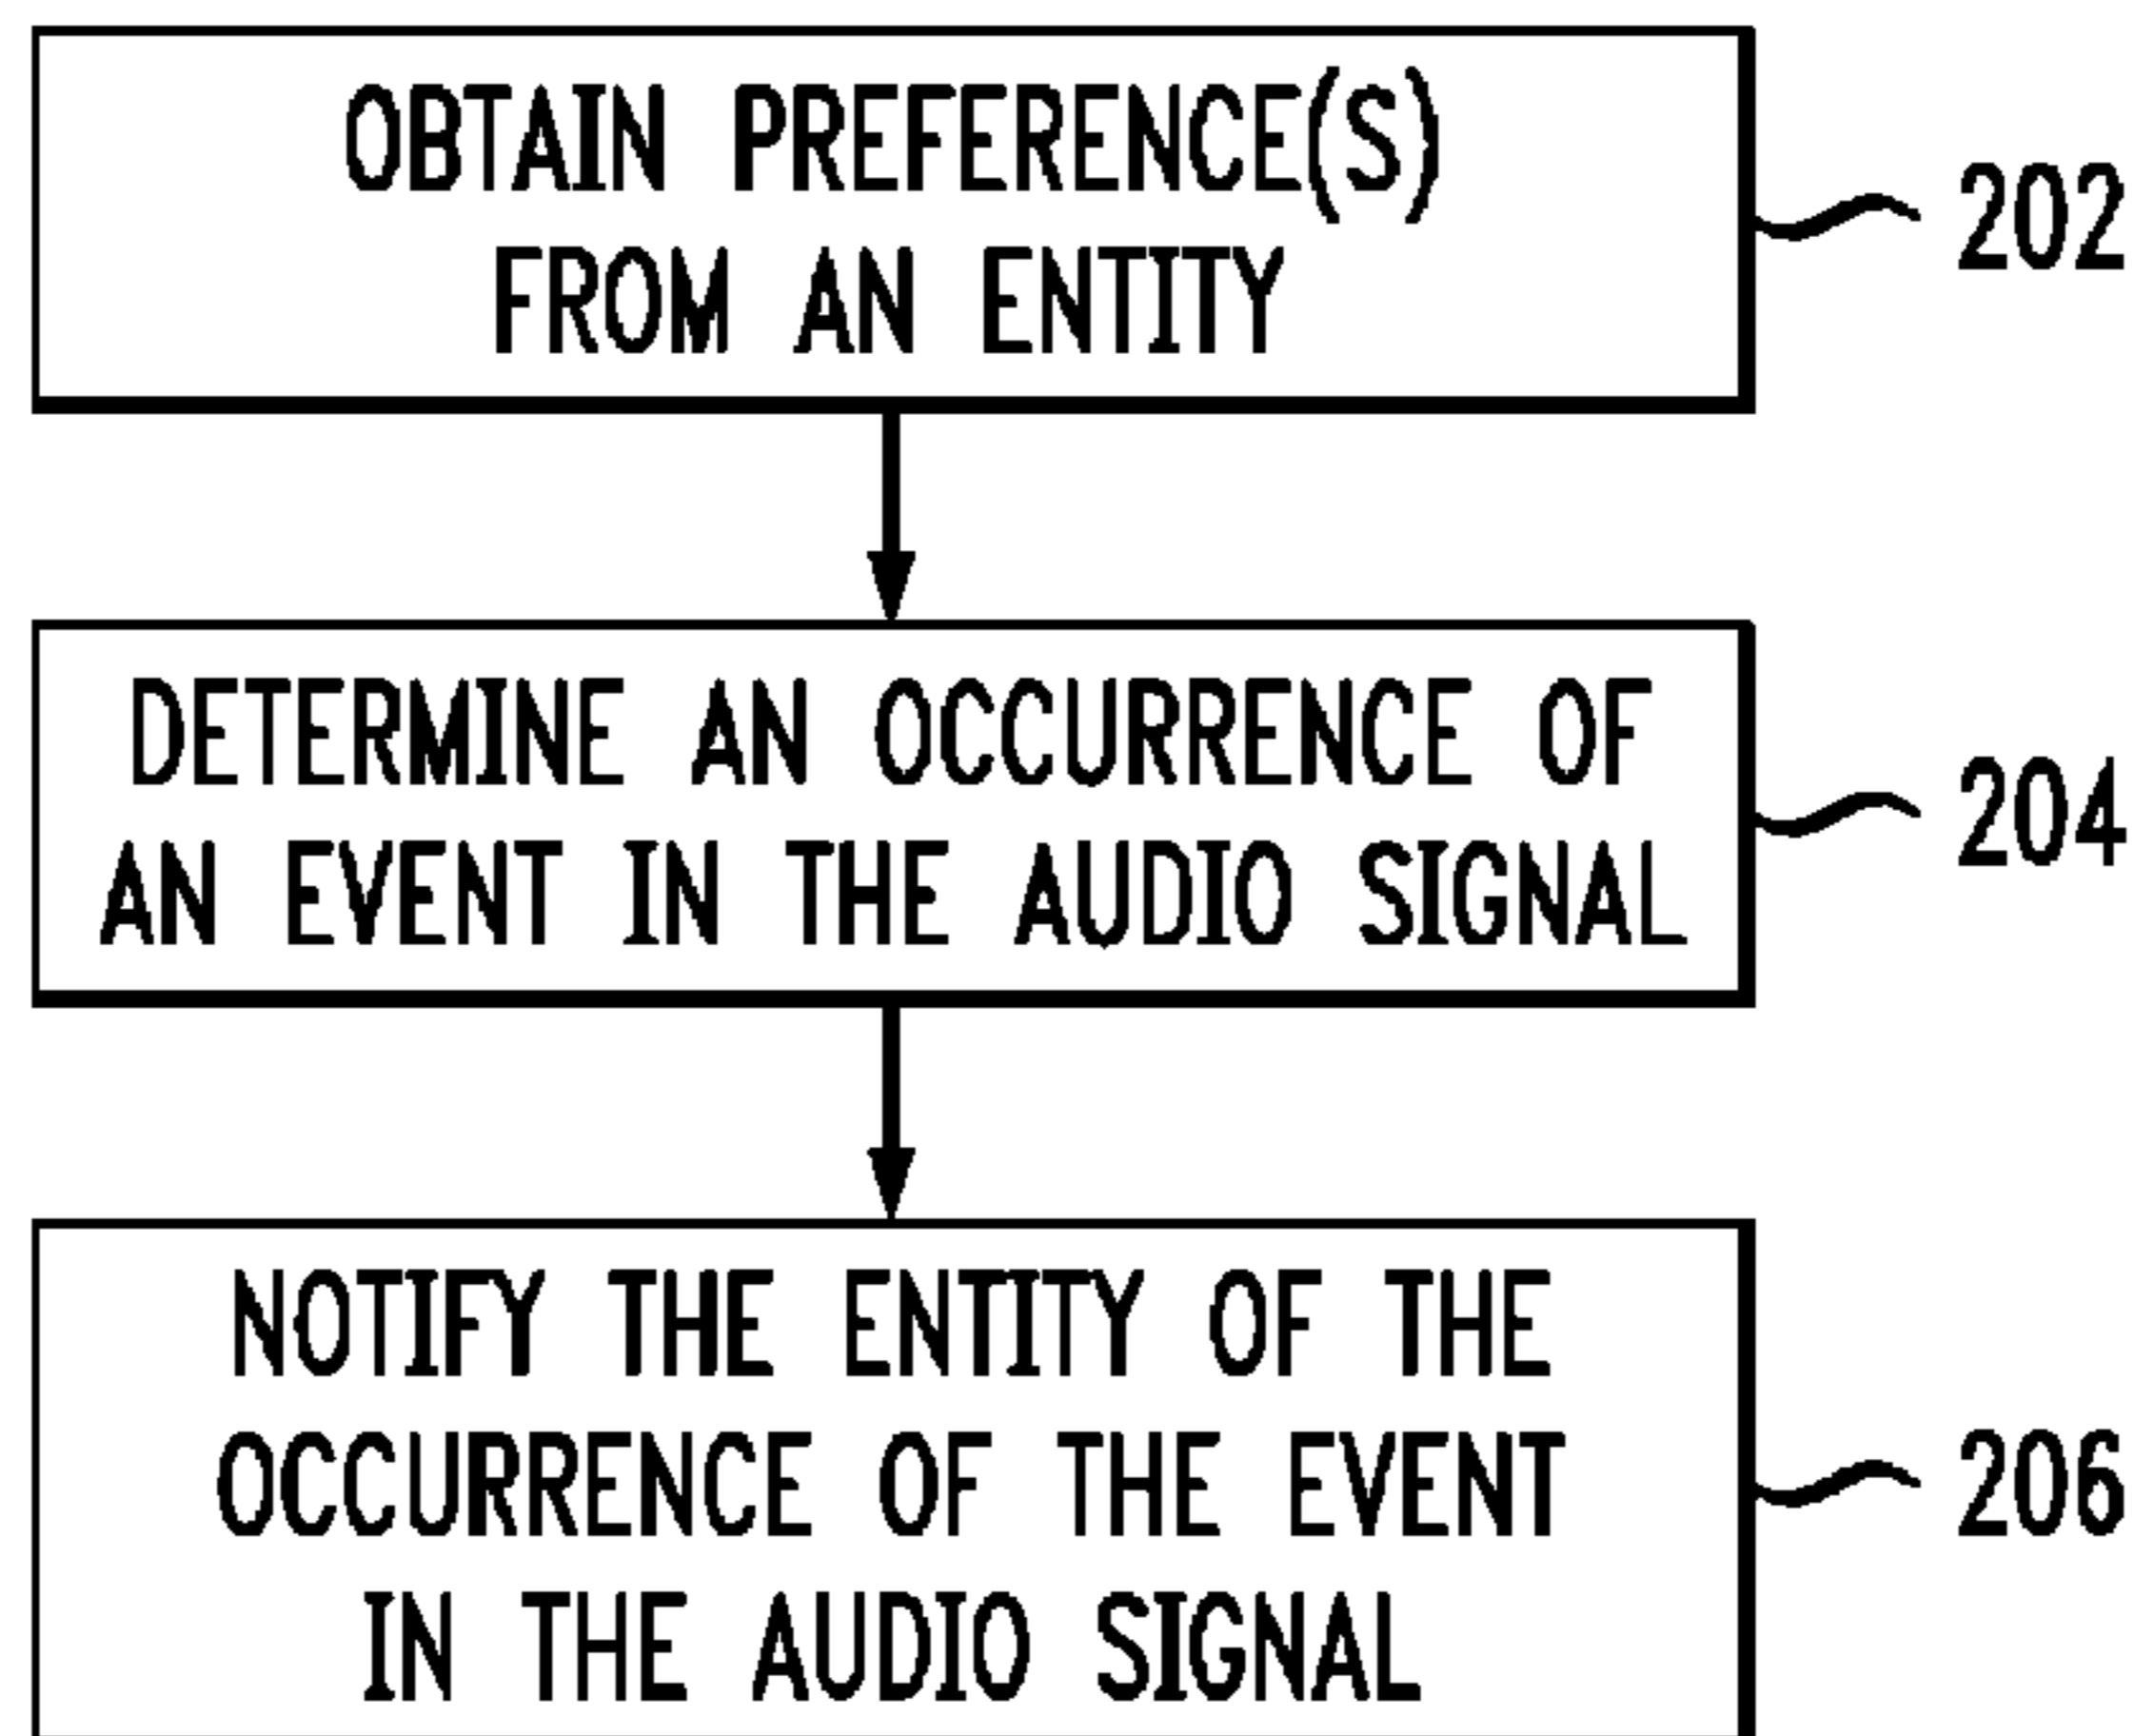 OBTAIN PREFERENCE(S)
FROM AN ENTITY
202
DETERMINE AN OCCURRENCE OF
AN EVENT IN THE AUDIO SIGNAL
204
NOTIFY THE ENTITY OF THE
OCCURRENCE OF THE EVENT
IN THE AUDIO SIGNAL
206